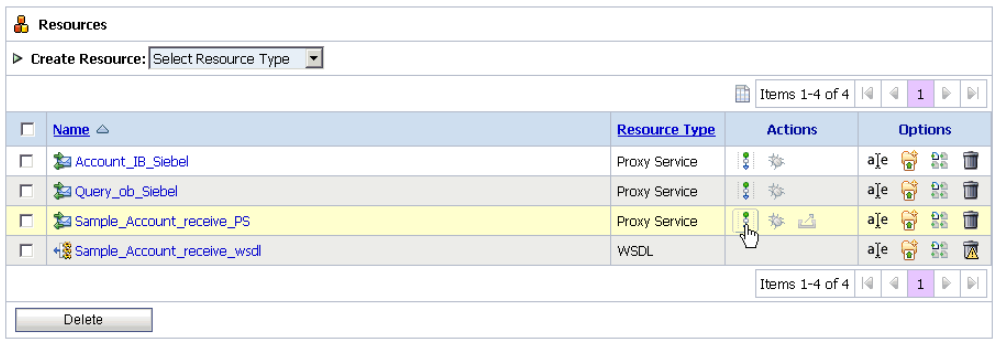 Resources
Create Resource: Select Resource Type
Items 1-4 of 4 1
Name Resource Type Actions Options
Account_IB_Siebel Proxy Service a e
Query_ob_Siebel Proxy Service a e
Sample_Account_receive_PS Proxy Service a e
Sample_Account_receive_wsdl WSDL a e
Items 1-4 of 4 1
Delete